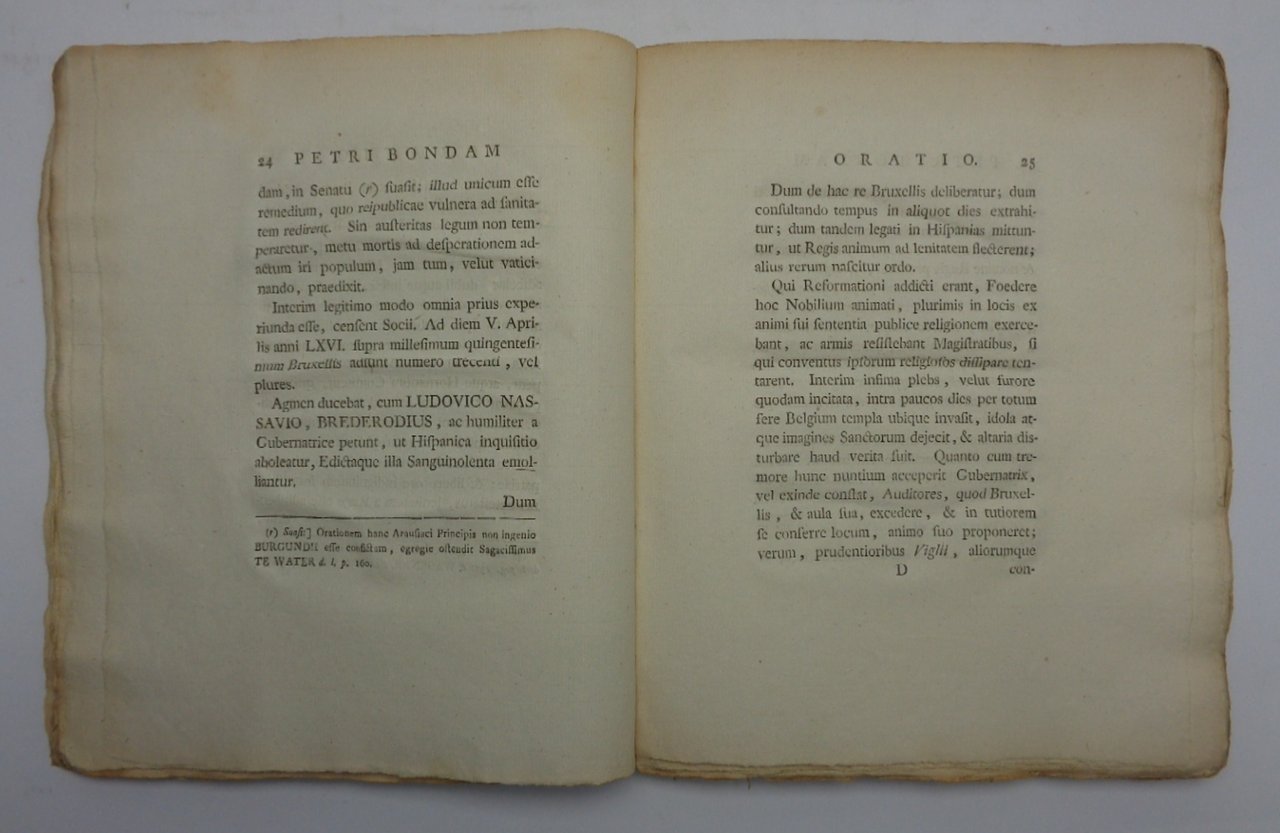 24 PETRI BONDAM
dam, in Senatu (r) ſuaſit; illud unicum eſſe
remedium, quo reipublicae vulnera ad ſanita-
tem redirent. Sin auſteritas legum non tem-
peraretur, metu mortis ad deſperationem ad-
actum iri populum, jam tum, velut vatici-
nando, praedixit.
Interim legitimo modo omnia prius expe-
riunda eſſe, cenſent Socii. Ad diem V. Apri-
lis anni LXVI. ſupra milleſimum quingenteſi-
mum Bruxellis adſunt numero trecenti, vel
plures.
Agmen ducebat, cum LUDOVICO NAS-
SAVIO, BREDERODIUS, ac humiliter a
Gubernatrice petunt, ut Hiſpanica inquiſitio
aboleatur, Edictaque illa Sanguinolenta emol-
liantur.
Dum
(r) Suaſit] Orationem hanc Arauſiaci Principis non ingenio
BURGUNDII eſſe confictam, egregie oſtendit Sagaciſſimus
TE WATER d. l. p. 160.
ORATIO. 25
Dum de hac re Bruxellis deliberatur; dum
conſultando tempus in aliquot dies extrahi-
tur; dum tandem legati in Hiſpanias mittun-
tur, ut Regis animum ad lenitatem flecterent;
alius rerum naſcitur ordo.
Qui Reformationi addicti erant, Foedere
hoc Nobilium animati, plurimis in locis ex
animi ſui ſententia publice religionem exerce-
bant, ac armis reſiſtebant Magiſtratibus, ſi
qui conventus ipſorum religioſos diſſipare ten-
tarent. Interim infima plebs, velut furore
quodam incitata, intra paucos dies per totum
fere Belgium templa ubique invaſit, idola at-
que imagines Sanctorum dejecit, & altaria dis-
turbare haud verita fuit. Quanto cum tre-
more hunc nuntium acceperit Gubernatrix,
vel exinde conſtat, Auditores, quod Bruxel-
lis, & aula ſua, excedere, & in tutiorem
ſe conferre locum, animo ſuo proponeret;
verum, prudentioribus Viglii, aliorumque
D con-